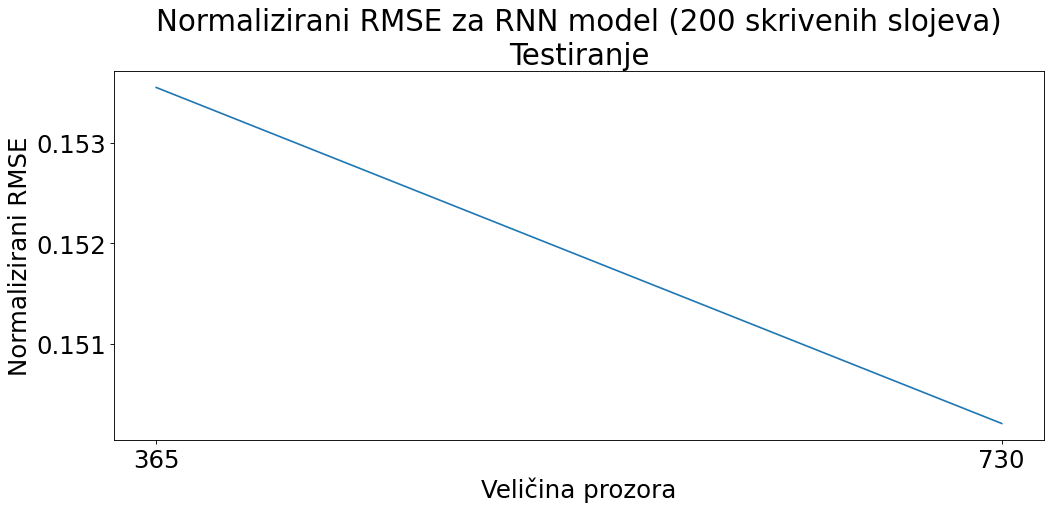 Normalizirani RMSE za RNN model (200 skrivenih slojeva)
Testiranje
Normalizirani RMSE
0.153
0.152
0.151
365
730
Veličina prozora